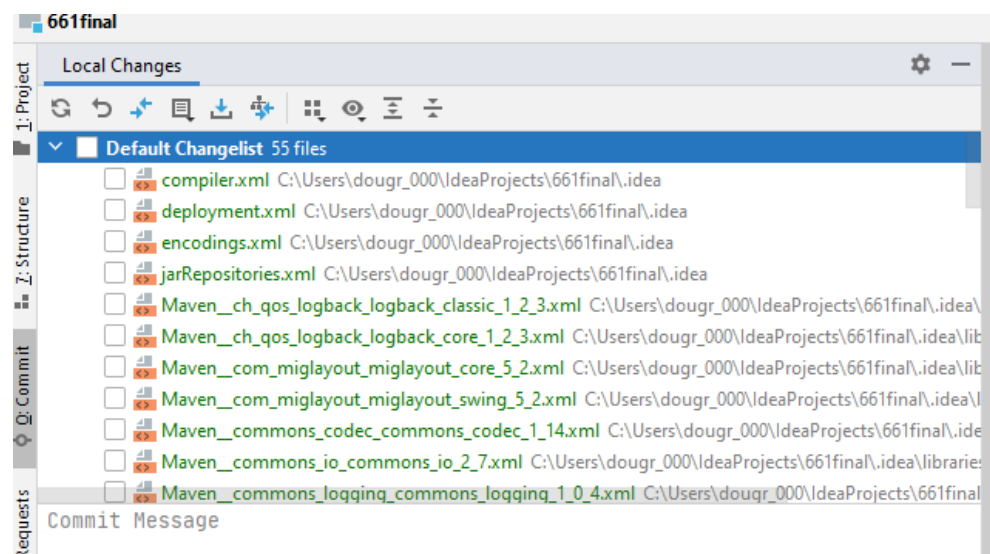 661final
1: Project
Z: Structure
0: Commit
Requests
Local Changes
Default Changelist 55 files
compiler.xml C:\Users\dougr_000\IdeaProjects\661final\.idea
deployment.xml C:\Users\dougr_000\IdeaProjects\661final\.idea
encodings.xml C:\Users\dougr_000\IdeaProjects\661final\.idea
jarRepositories.xml C:\Users\dougr_000\IdeaProjects\661final\.idea
Maven__ch_qos_logback_logback_classic_1_2_3.xml C:\Users\dougr_000\IdeaProjects\661final\.idea\
Maven__ch_qos_logback_logback_core_1_2_3.xml C:\Users\dougr_000\IdeaProjects\661final\.idea\lib
Maven__com_miglayout_miglayout_core_5_2.xml C:\Users\dougr_000\IdeaProjects\661final\.idea\lib
Maven__com_miglayout_miglayout_swing_5_2.xml C:\Users\dougr_000\IdeaProjects\661final\.idea\l
Maven__commons_codec_commons_codec_1_14.xml C:\Users\dougr_000\IdeaProjects\661final\.ide
Maven__commons_io_commons_io_2_7.xml C:\Users\dougr_000\IdeaProjects\661final\.idea\libraries
Maven__commons_logging_commons_logging_1_0_4.xml C:\Users\dougr_000\IdeaProjects\661final
Commit Message